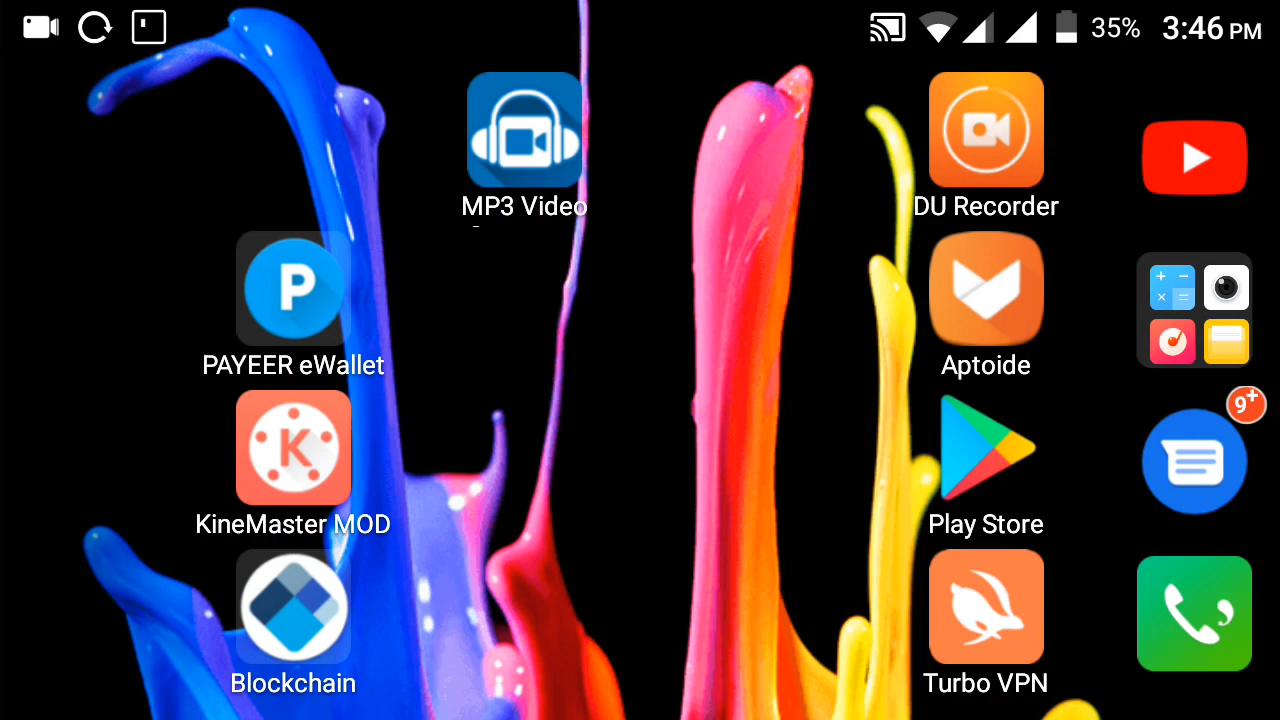 35% 3:46 PM
MP3 Video
DU Recorder
P
PAYEER eWallet
Aptoide
9+
K
KineMaster MOD
Play Store
Blockchain
Turbo VPN